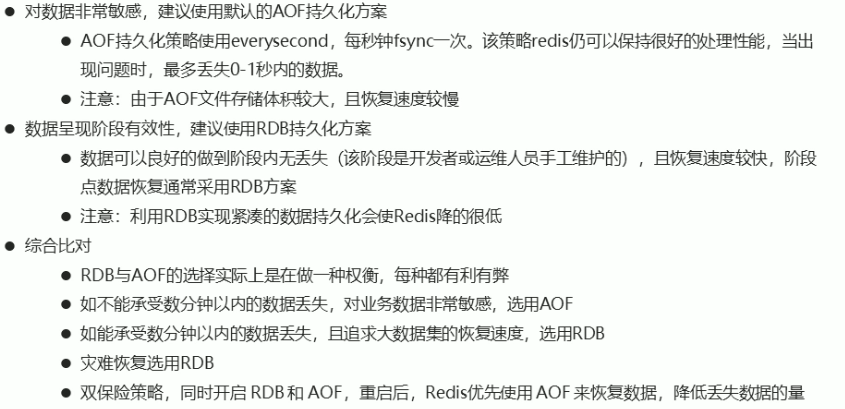 ● 对数据非常敏感，建议使用默认的AOF持久化方案
● AOF持久化策略使用everysecond，每秒钟fsync一次。该策略redis仍可以保持很好的处理性能，当出
现问题时，最多丢失0-1秒内的数据。
● 注意：由于AOF文件存储体积较大，且恢复速度较慢
● 数据呈现阶段有效性，建议使用RDB持久化方案
● 数据可以良好的做到阶段内无丢失（该阶段是开发者或运维人员手工维护的），且恢复速度较快，阶段
点数据恢复通常采用RDB方案
● 注意：利用RDB实现紧凑的数据持久化会使Redis降的很低
● 综合比对
● RDB与AOF的选择实际上是在做一种权衡，每种都有利有弊
● 如不能承受数分钟以内的数据丢失，对业务数据非常敏感，选用AOF
● 如能承受数分钟以内的数据丢失，且追求大数据集的恢复速度，选用RDB
● 灾难恢复选用RDB
● 双保险策略，同时开启 RDB 和 AOF，重启后，Redis优先使用 AOF 来恢复数据，降低丢失数据的量